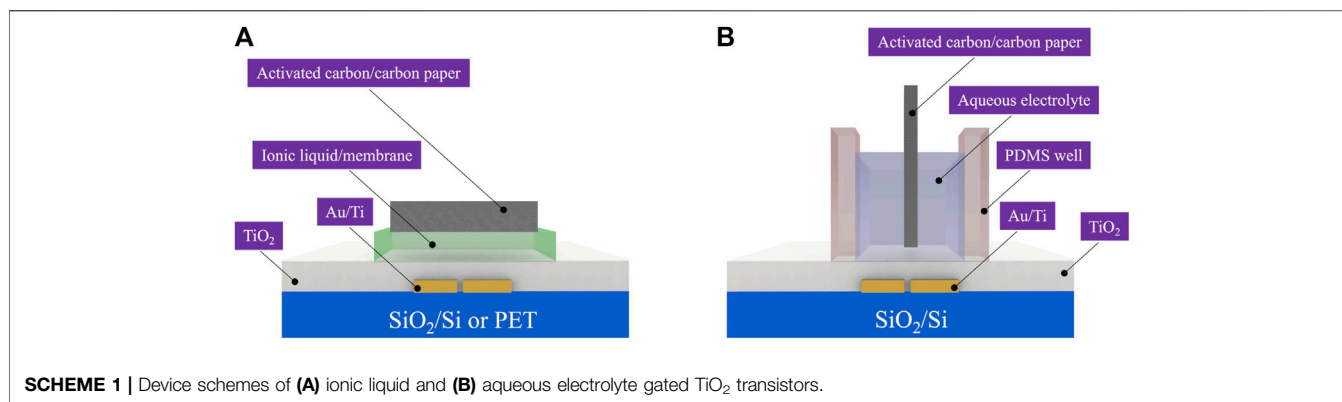 A
Activated carbon/carbon paper
Ionic liquid/membrane
Au/Ti
TiO₂
SiO₂/Si or PET
B
Activated carbon/carbon paper
Aqueous electrolyte
PDMS well
Au/Ti
TiO₂
SiO₂/Si
SCHEME 1 | Device schemes of (A) ionic liquid and (B) aqueous electrolyte gated TiO₂ transistors.